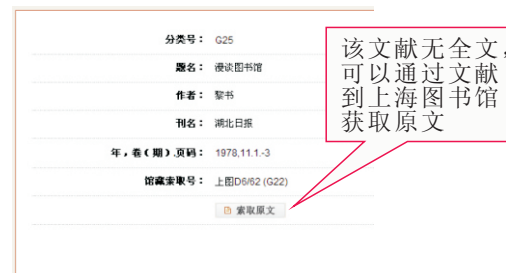 分类号： G25
题名： 漫谈图书馆
作者： 黎书
刊名： 湖北日报
年，卷(期).页码： 1978,11.1.-3
馆藏索取号： 上图D6/62 (G22)
索取原文
该文献无全文，
可以通过文献
到上海图书馆
获取原文